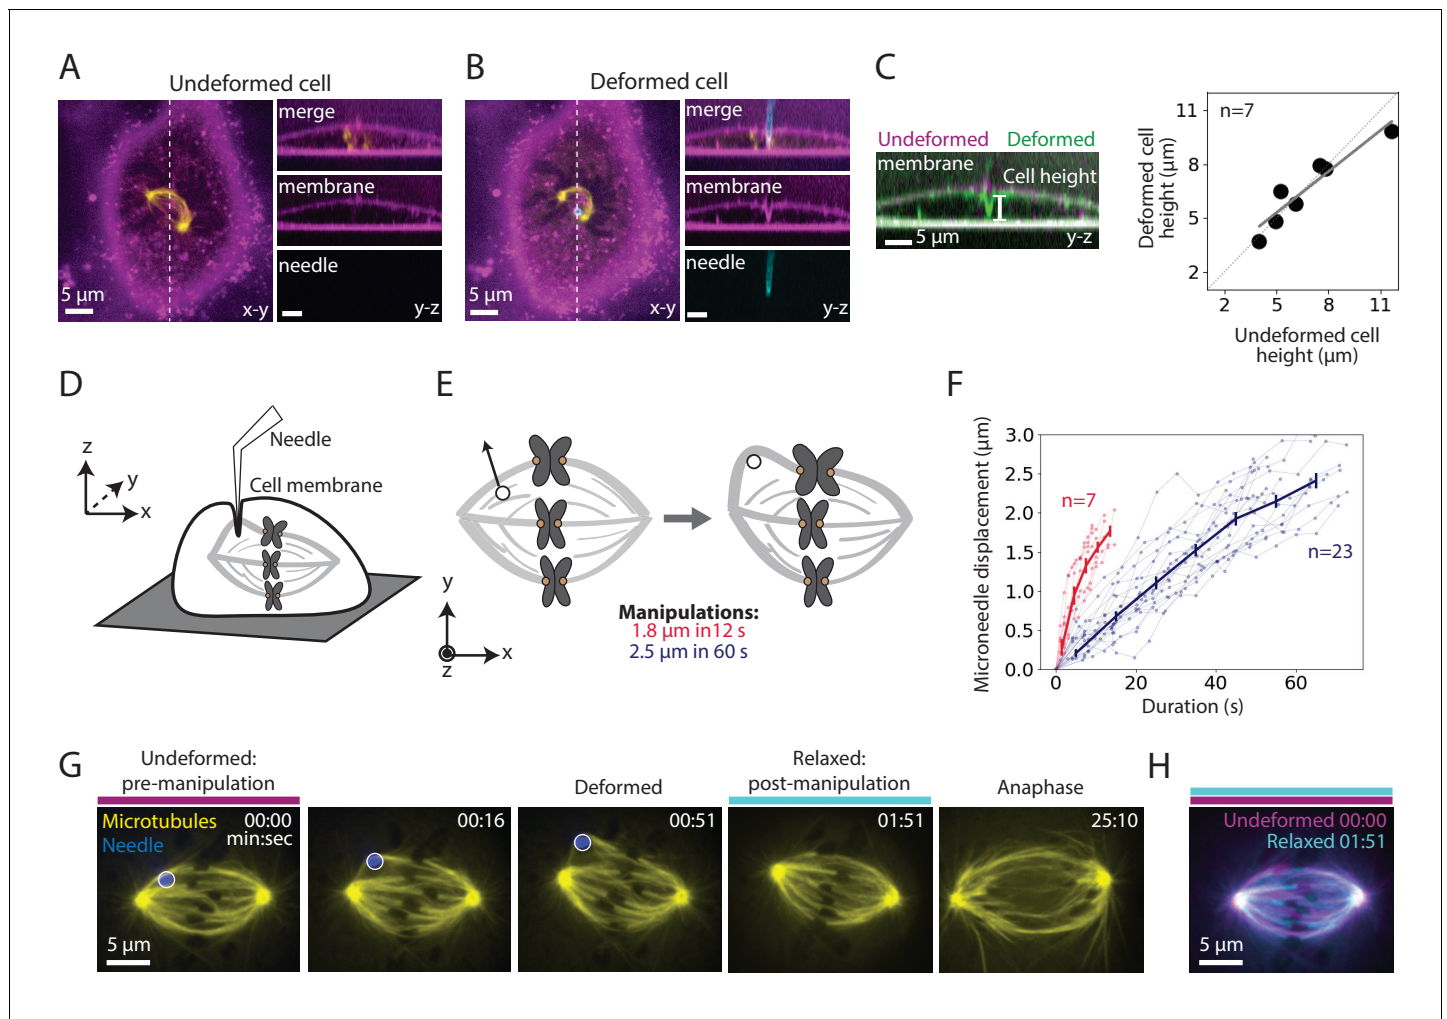 A
Undeformed cell
merge
membrane
needle
5 µm
x-y
y-z
B
Deformed cell
merge
membrane
needle
5 µm
x-y
y-z
C
Undeformed Deformed
membrane
Cell height
5 µm
y-z
n=7
Deformed cell
height (µm)
11
8
5
2
2 5 8 11
Undeformed cell
height (µm)
D
z
y
x
Needle
Cell membrane
E
y
x
z
Manipulations:
1.8 µm in12 s
2.5 µm in 60 s
F
Microneedle displacement (µm)
3.0
2.5
2.0
1.5
1.0
0.5
0.0
n=7
n=23
0 20 40 60
Duration (s)
G
Undeformed:
pre-manipulation
Microtubules
Needle
00:00
min:sec
5 µm
00:16
Deformed
00:51
Relaxed:
post-manipulation
01:51
Anaphase
25:10
H
Undeformed 00:00
Relaxed 01:51
5 µm